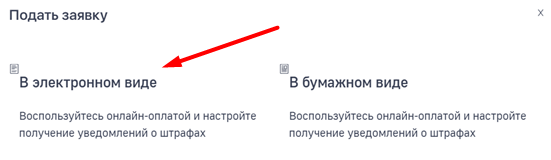 Подать заявку
x
В электронном виде
В бумажном виде
Воспользуйтесь онлайн-оплатой и настройте
получение уведомлений о штрафах
Воспользуйтесь онлайн-оплатой и настройте
получение уведомлений о штрафах